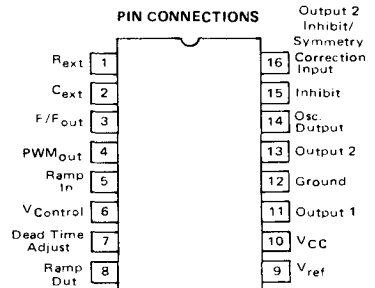 PIN CONNECTIONS
Output 2
Inhibit/
Symmetry
Correction
Input
Rext 1
16
Cext 2
15 Inhibit
F/Fout 3
14 Osc.
Dutput
PWMout 4
13 Output 2
Ramp
In 5
12 Ground
VControl 6
11 Output 1
Dead Time
Adjust 7
10 VCC
Ramp
Dut 8
9 Vref